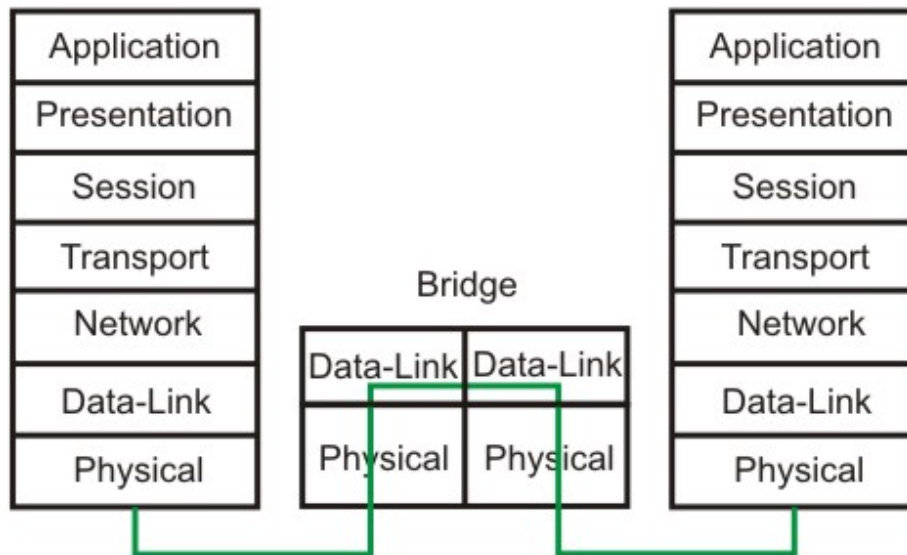 Application
Presentation
Session
Transport
Network
Data-Link
Physical
Bridge
Data-Link Data-Link
Physical Physical
Application
Presentation
Session
Transport
Network
Data-Link
Physical